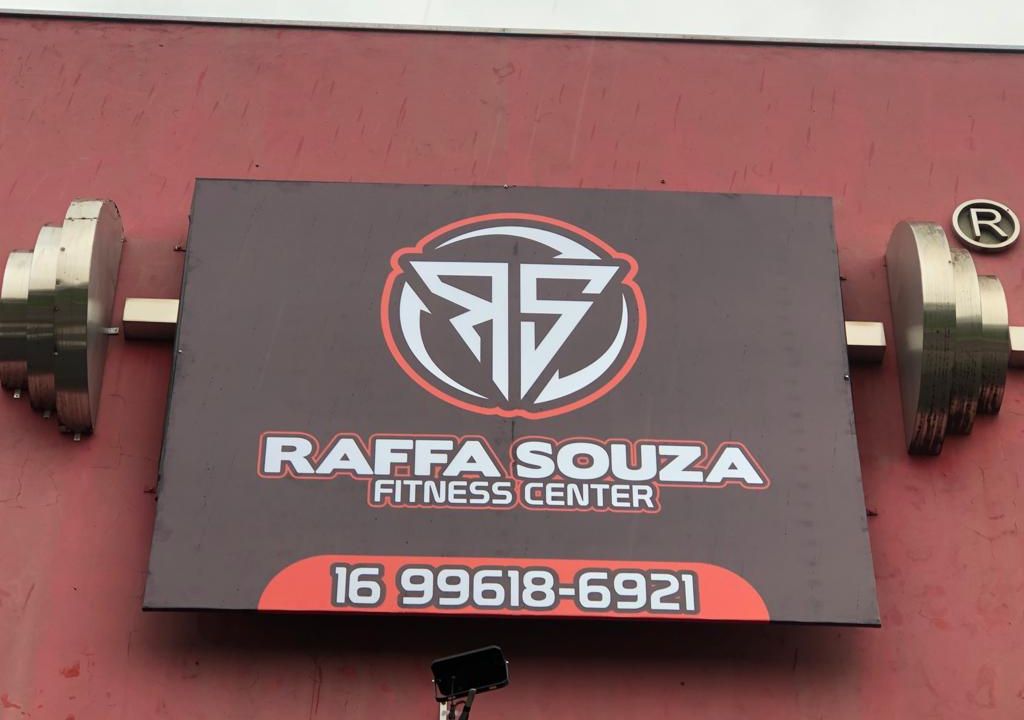 ®
RS
RAFFA SOUZA
FITNESS CENTER
16 99618-6921